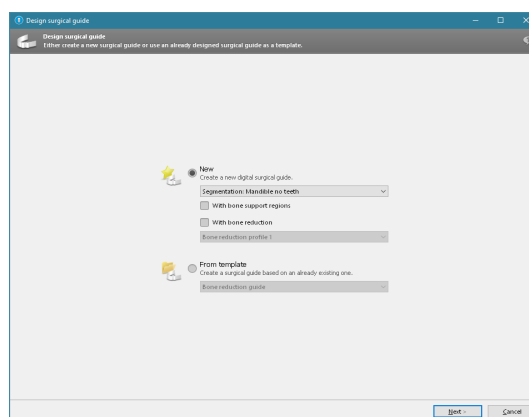 Design surgical guide
Design surgical guide
Either create a new surgical guide or use an already designed surgical guide as a template.
New
Create a new digital surgical guide.
Segmentation: Mandible no teeth
With bone support regions
With bone reduction
Bone reduction profile 1
From template
Create a surgical guide based on an already existing one.
Bone reduction guide
Next >
Cancel